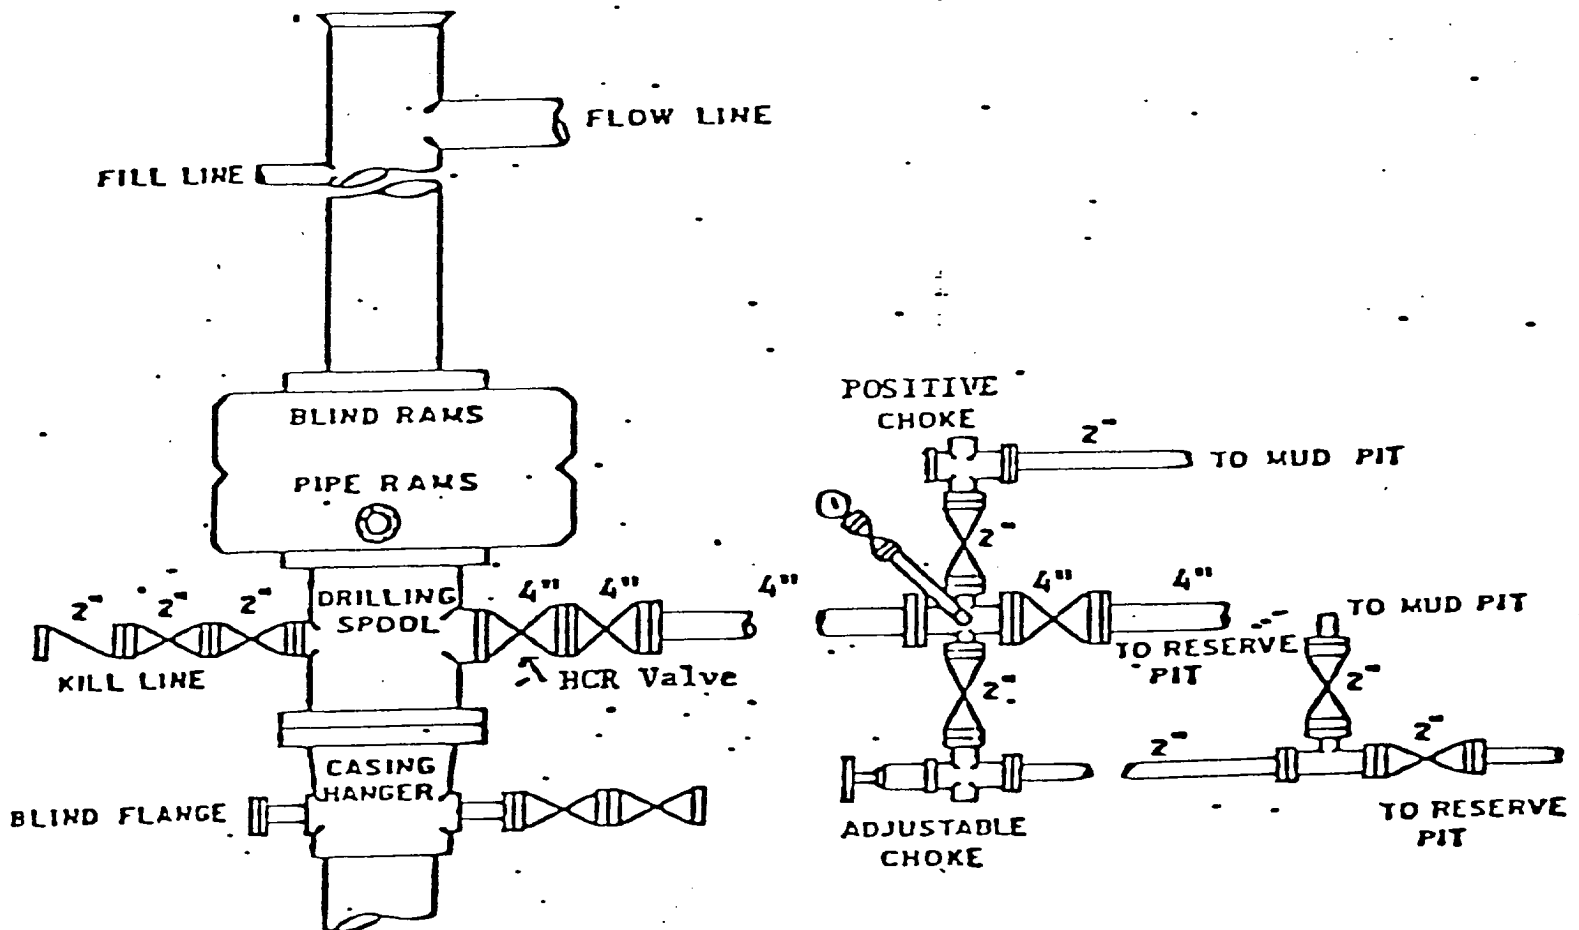 FLOW LINE
FILL LINE
BLIND RAMS
PIPE RAMS
DRILLING
SPOOL
2"
2"
2"
4"
4"
4"
KILL LINE
HCR Valve
CASING
HANGER
BLIND FLANGE
POSITIVE
CHOKE
2"
TO MUD PIT
2"
4"
4"
TO RESERVE
PIT
2"
ADJUSTABLE
CHOKE
TO MUD PIT
2"
2"
2"
TO RESERVE
PIT